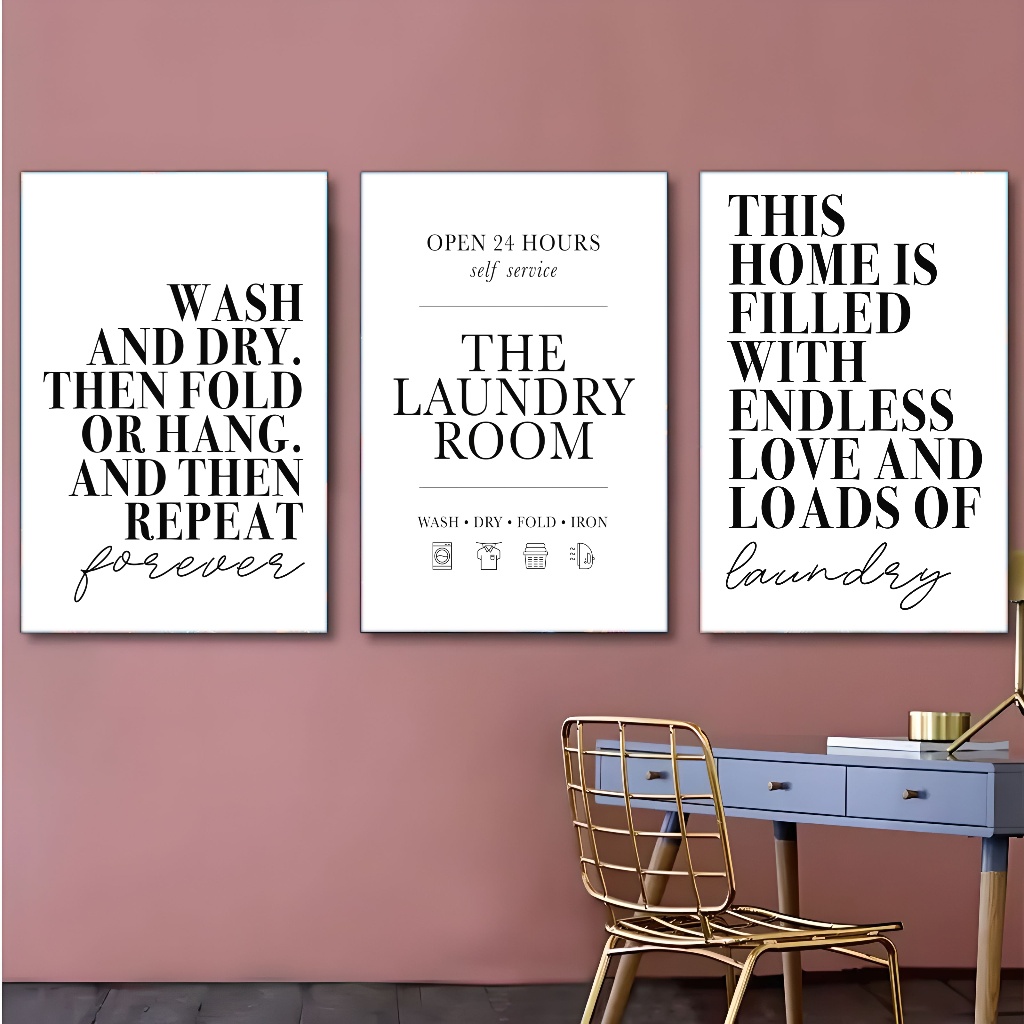 WASH
AND DRY.
THEN FOLD
OR HANG.
AND THEN
REPEAT
forever
OPEN 24 HOURS
self service
THE
LAUNDRY
ROOM
WASH • DRY • FOLD • IRON
THIS
HOME IS
FILLED
WITH
ENDLESS
LOVE AND
LOADS OF
laundry